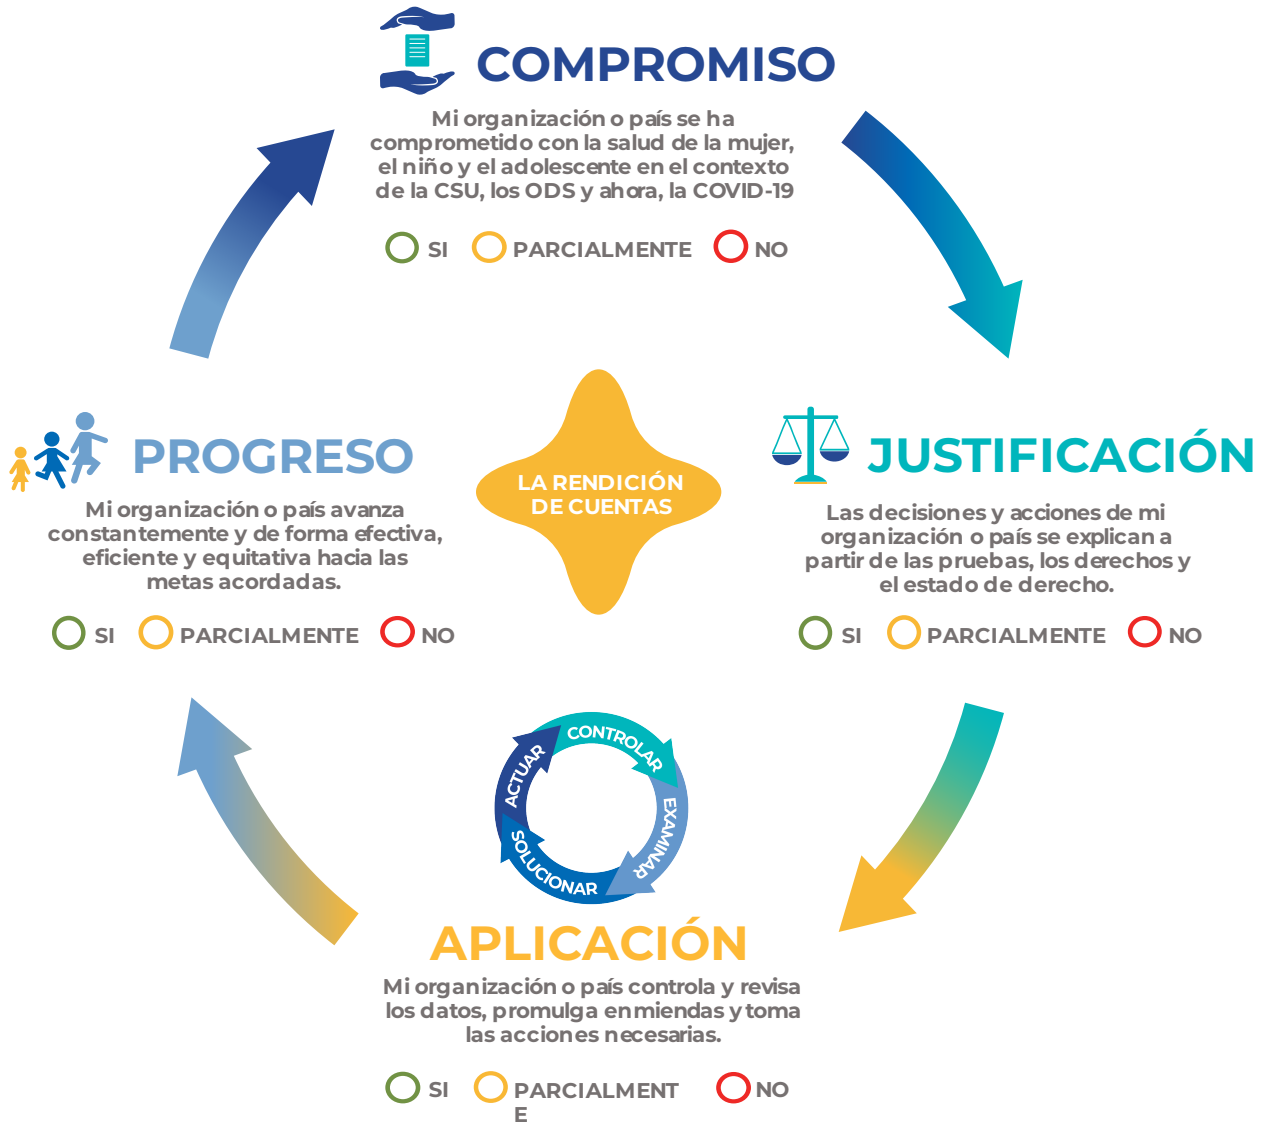 COMPROMISO
Mi organización o país se ha
comprometido con la salud de la mujer,
el niño y el adolescente en el contexto
de la CSU, los ODS y ahora, la COVID-19
SI PARCIALMENTE NO
PROGRESO
Mi organización o país avanza
constantemente y de forma efectiva,
eficiente y equitativa hacia las
metas acordadas.
SI PARCIALMENTE NO
LA RENDICIÓN
DE CUENTAS
JUSTIFICACIÓN
Las decisiones y acciones de mi
organización o país se explican a
partir de las pruebas, los derechos y
el estado de derecho.
SI PARCIALMENTE NO
CONTROLAR
EXAMINAR
SOLUCIONAR
ACTUAR
APLICACIÓN
Mi organización o país controla y revisa
los datos, promulga enmiendas y toma
las acciones necesarias.
SI PARCIALMENT NO
E